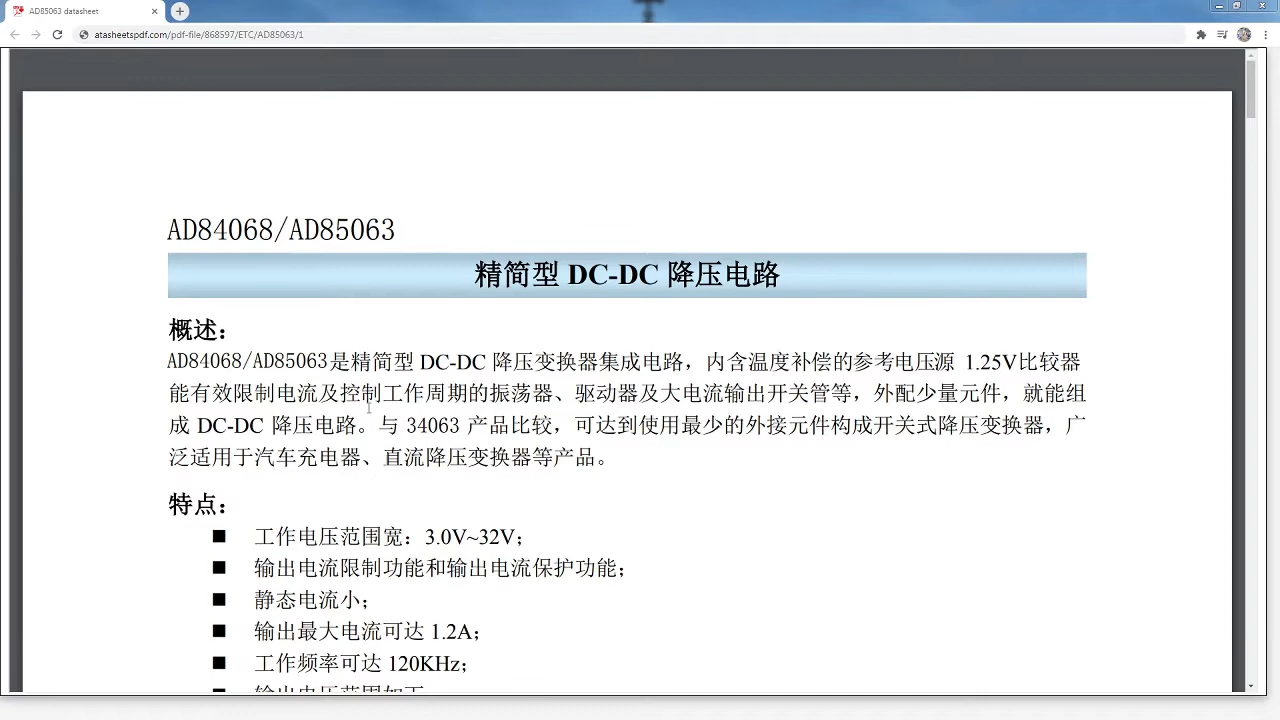 AD85063 datasheet
atasheetspdf.com/pdf-file/868597/ETC/AD85063/1
AD84068/AD85063
精简型 DC-DC 降压电路
概述：
AD84068/AD85063是精简型 DC-DC 降压变换器集成电路，内含温度补偿的参考电压源 1.25V比较器
能有效限制电流及控制工作周期的振荡器、驱动器及大电流输出开关管等，外配少量元件，就能组
成 DC-DC 降压电路。与 34063 产品比较，可达到使用最少的外接元件构成开关式降压变换器，广
泛适用于汽车充电器、直流降压变换器等产品。
特点：
■ 工作电压范围宽：3.0V~32V；
■ 输出电流限制功能和输出电流保护功能；
■ 静态电流小；
■ 输出最大电流可达 1.2A；
■ 工作频率可达 120KHz；